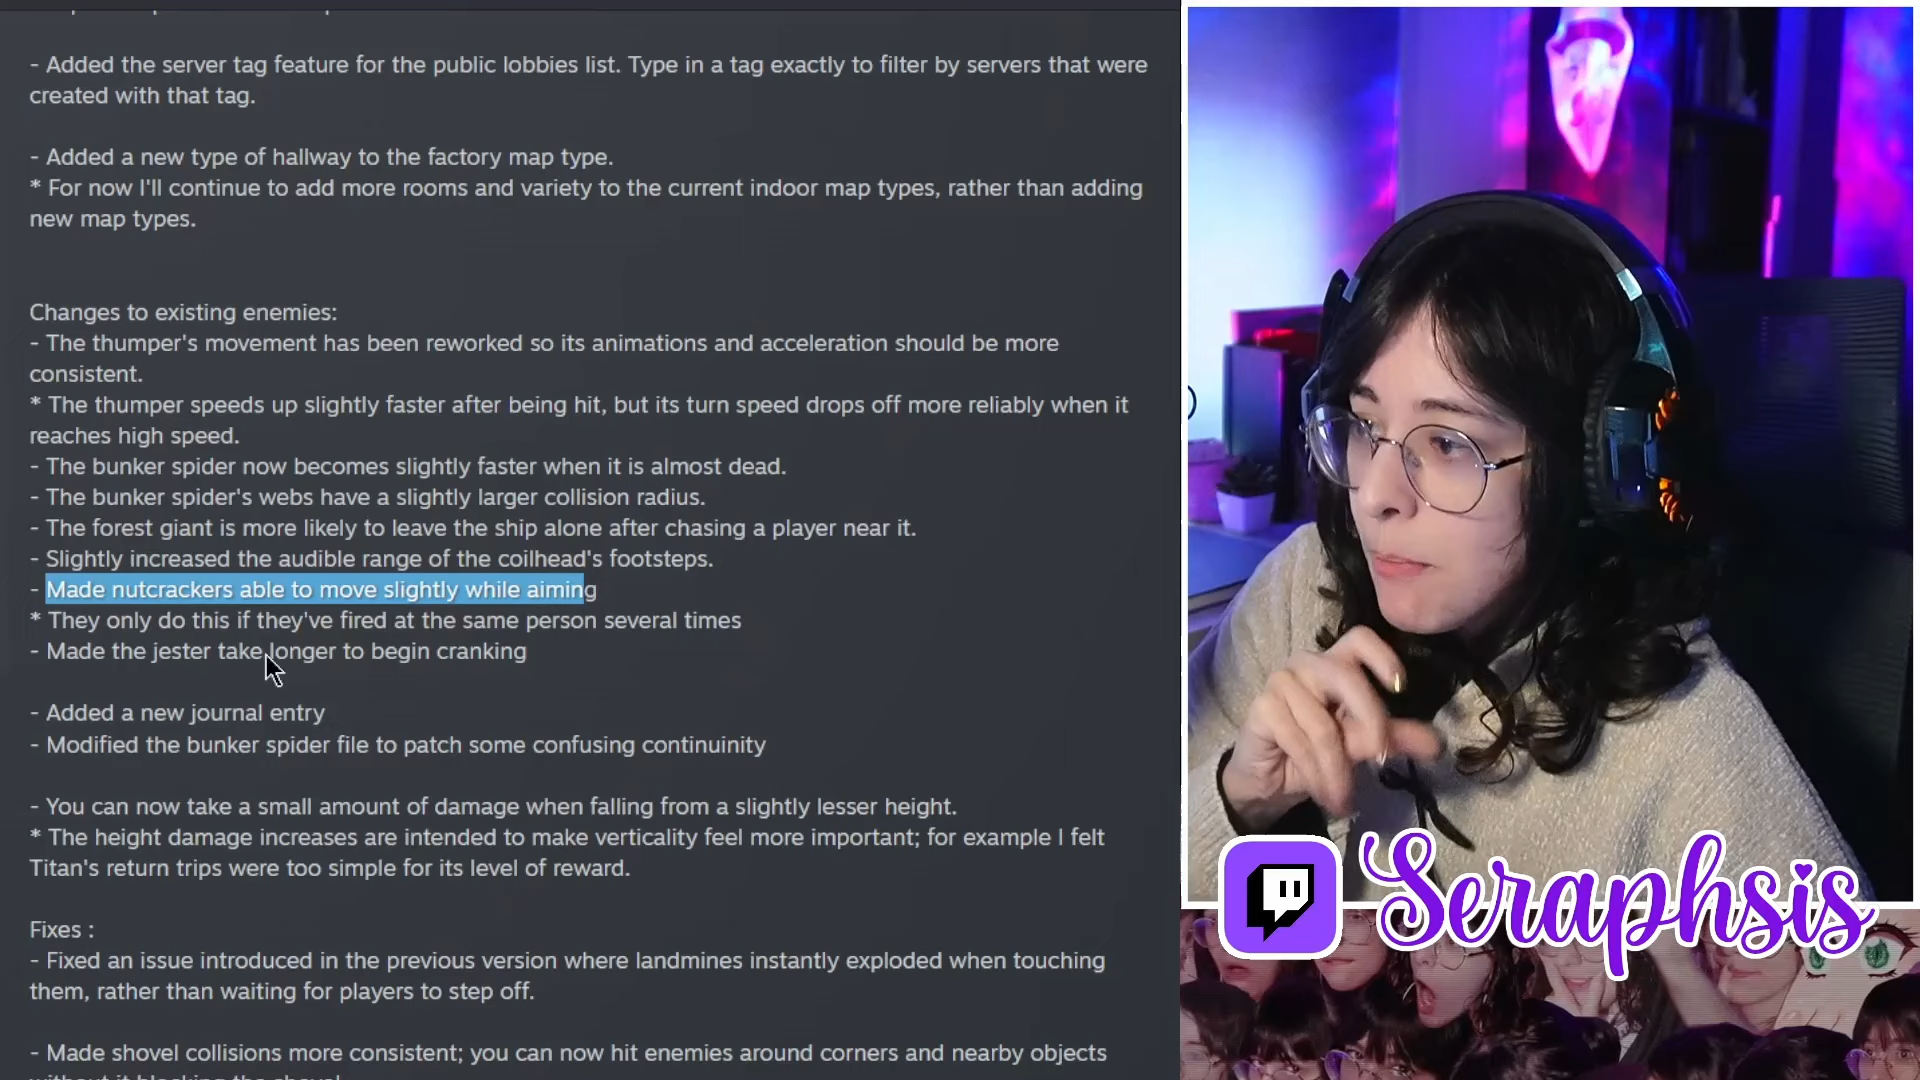 - Added the server tag feature for the public lobbies list. Type in a tag exactly to filter by servers that were
created with that tag.
- Added a new type of hallway to the factory map type.
* For now I'll continue to add more rooms and variety to the current indoor map types, rather than adding
new map types.
Changes to existing enemies:
- The thumper's movement has been reworked so its animations and acceleration should be more
consistent.
* The thumper speeds up slightly faster after being hit, but its turn speed drops off more reliably when it
reaches high speed.
- The bunker spider now becomes slightly faster when it is almost dead.
- The bunker spider's webs have a slightly larger collision radius.
- The forest giant is more likely to leave the ship alone after chasing a player near it.
- Slightly increased the audible range of the coilhead's footsteps.
- Made nutcrackers able to move slightly while aiming
* They only do this if they've fired at the same person several times
- Made the jester take longer to begin cranking
- Added a new journal entry
- Modified the bunker spider file to patch some confusing continuinity
- You can now take a small amount of damage when falling from a slightly lesser height.
* The height damage increases are intended to make verticality feel more important; for example I felt
Titan's return trips were too simple for its level of reward.
Fixes :
- Fixed an issue introduced in the previous version where landmines instantly exploded when touching
them, rather than waiting for players to step off.
- Made shovel collisions more consistent; you can now hit enemies around corners and nearby objects
Seraphsis